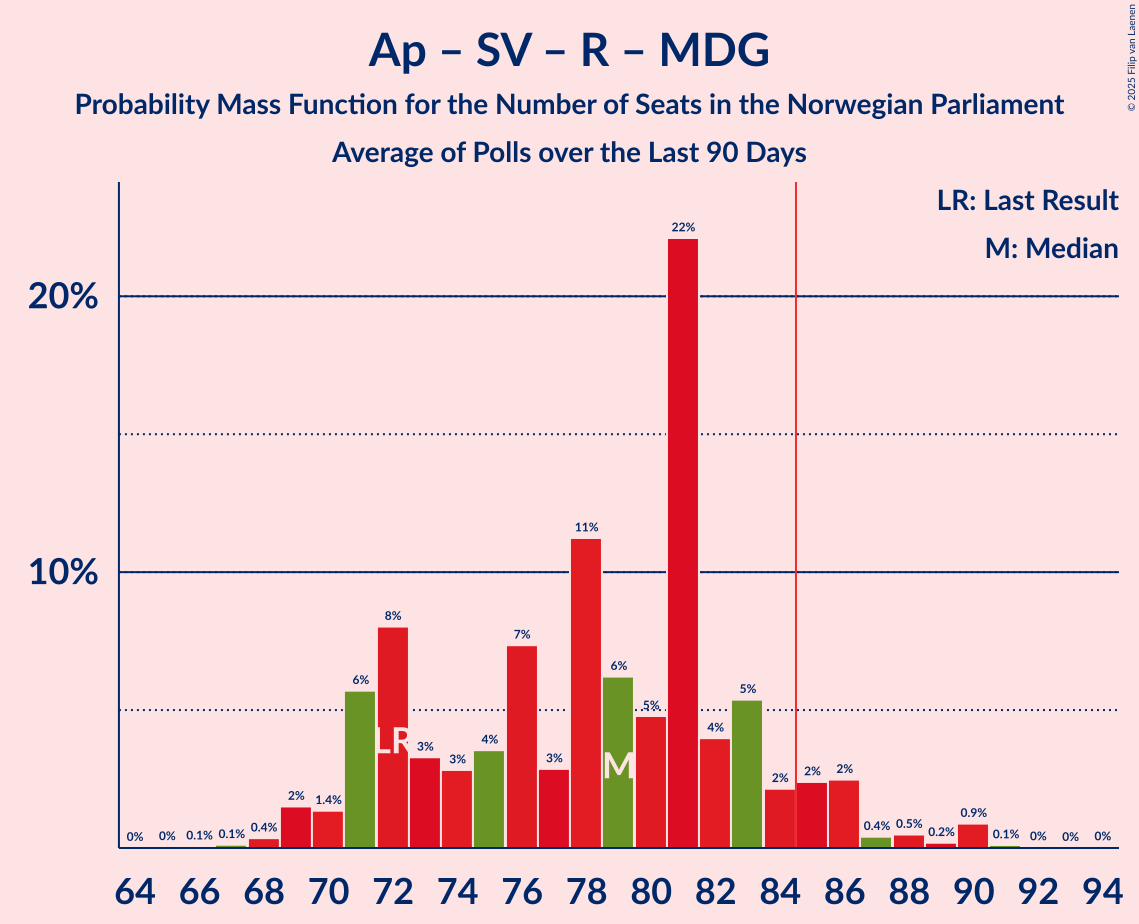 © 2025 Filip van Laenen
Ap – SV – R – MDG
Probability Mass Function for the Number of Seats in the Norwegian Parliament
Average of Polls over the Last 90 Days
LR: Last Result
M: Median
20%
10%
0% 0% 0.1% 0.1% 0.4% 2% 1.4% 6% 8% 3% 3% 4% 7% 3% 11% 6% 5% 22% 4% 5% 2% 2% 2% 0.4% 0.5% 0.2% 0.9% 0.1% 0% 0% 0%
LR
M
64 66 68 70 72 74 76 78 80 82 84 86 88 90 92 94